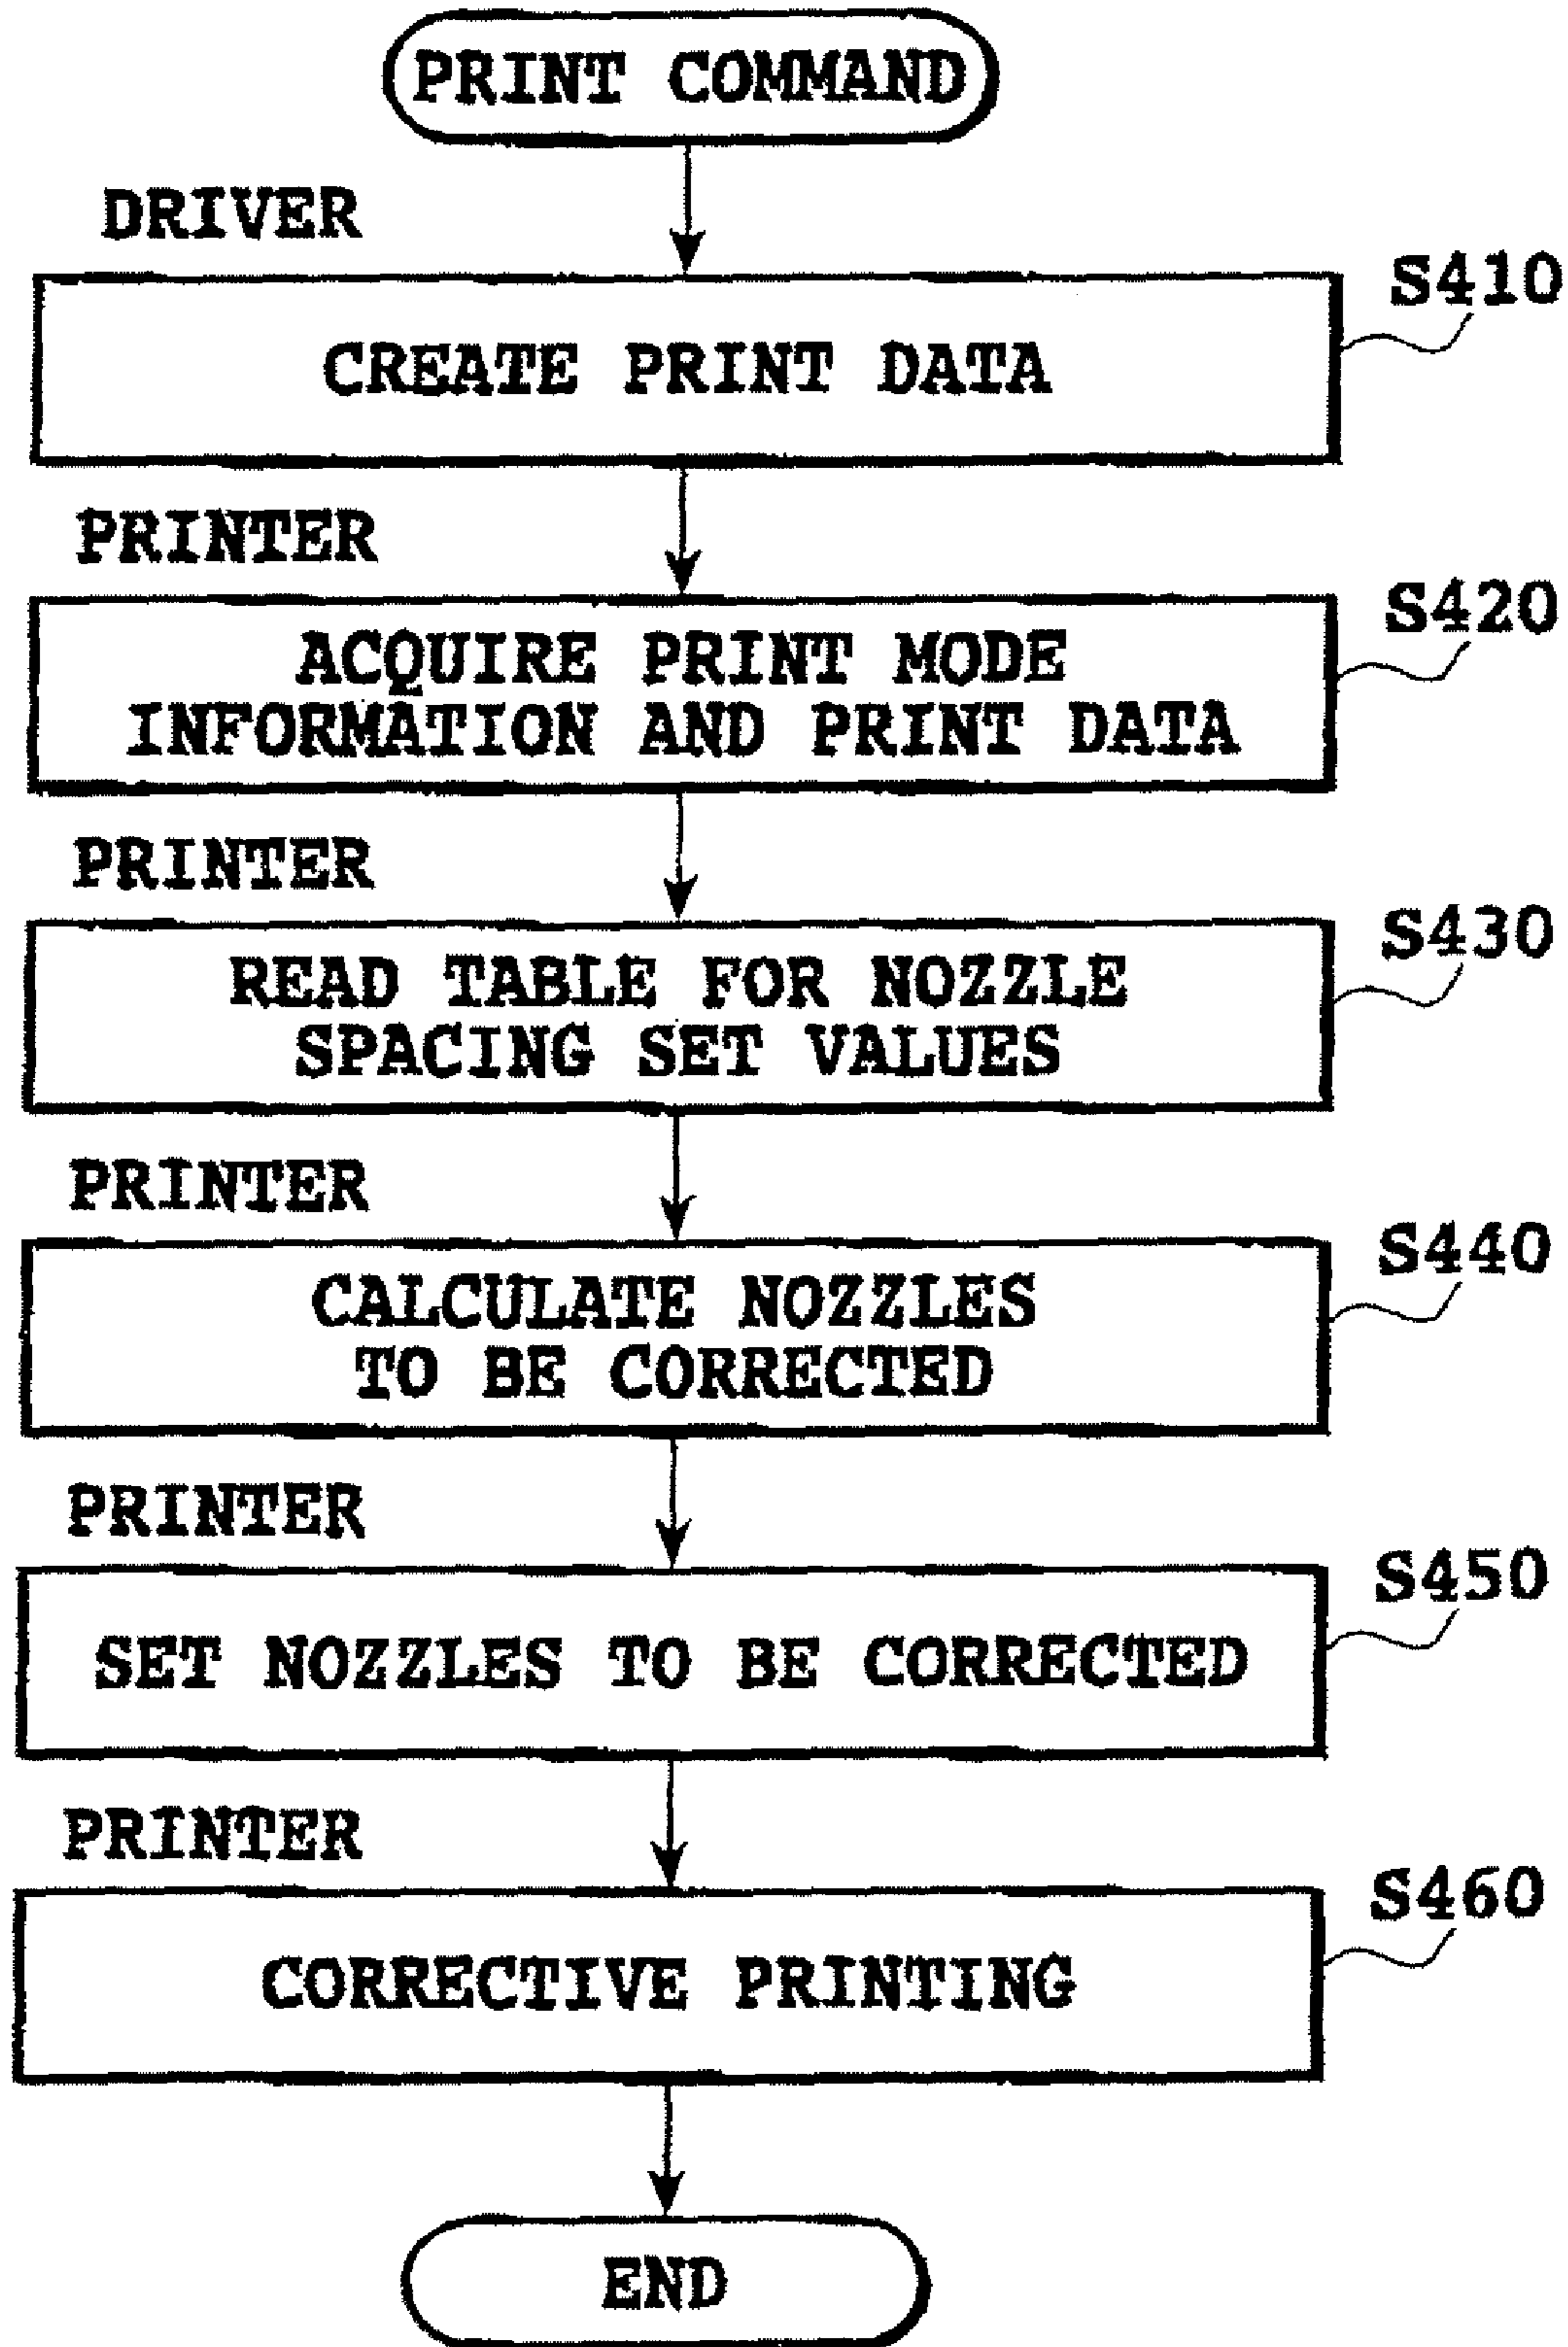 PRINT COMMAND
DRIVER
S410
CREATE PRINT DATA
PRINTER
S420
ACQUIRE PRINT MODE
INFORMATION AND PRINT DATA
PRINTER
S430
READ TABLE FOR NOZZLE
SPACING SET VALUES
PRINTER
S440
CALCULATE NOZZLES
TO BE CORRECTED
PRINTER
S450
SET NOZZLES TO BE CORRECTED
PRINTER
S460
CORRECTIVE PRINTING
END